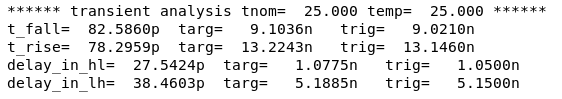 ****** transient analysis tnom=  25.000 temp=  25.000 ******
t_fall=  82.5860p  targ=   9.1036n   trig=   9.0210n
t_rise=  78.2959p  targ=  13.2243n   trig=  13.1460n
delay_in_hl=  27.5424p  targ=   1.0775n   trig=   1.0500n
delay_in_lh=  38.4603p  targ=   5.1885n   trig=   5.1500n